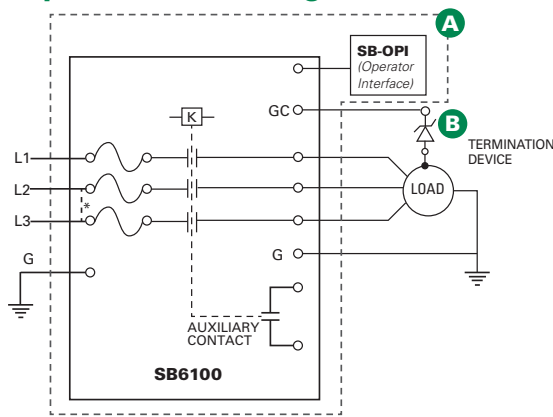 A
SB-OPI
(Operator
Interface)
GC
B
K
TERMINATION
DEVICE
L1
L2
LOAD
*
L3
G
G
AUXILIARY
CONTACT
SB6100